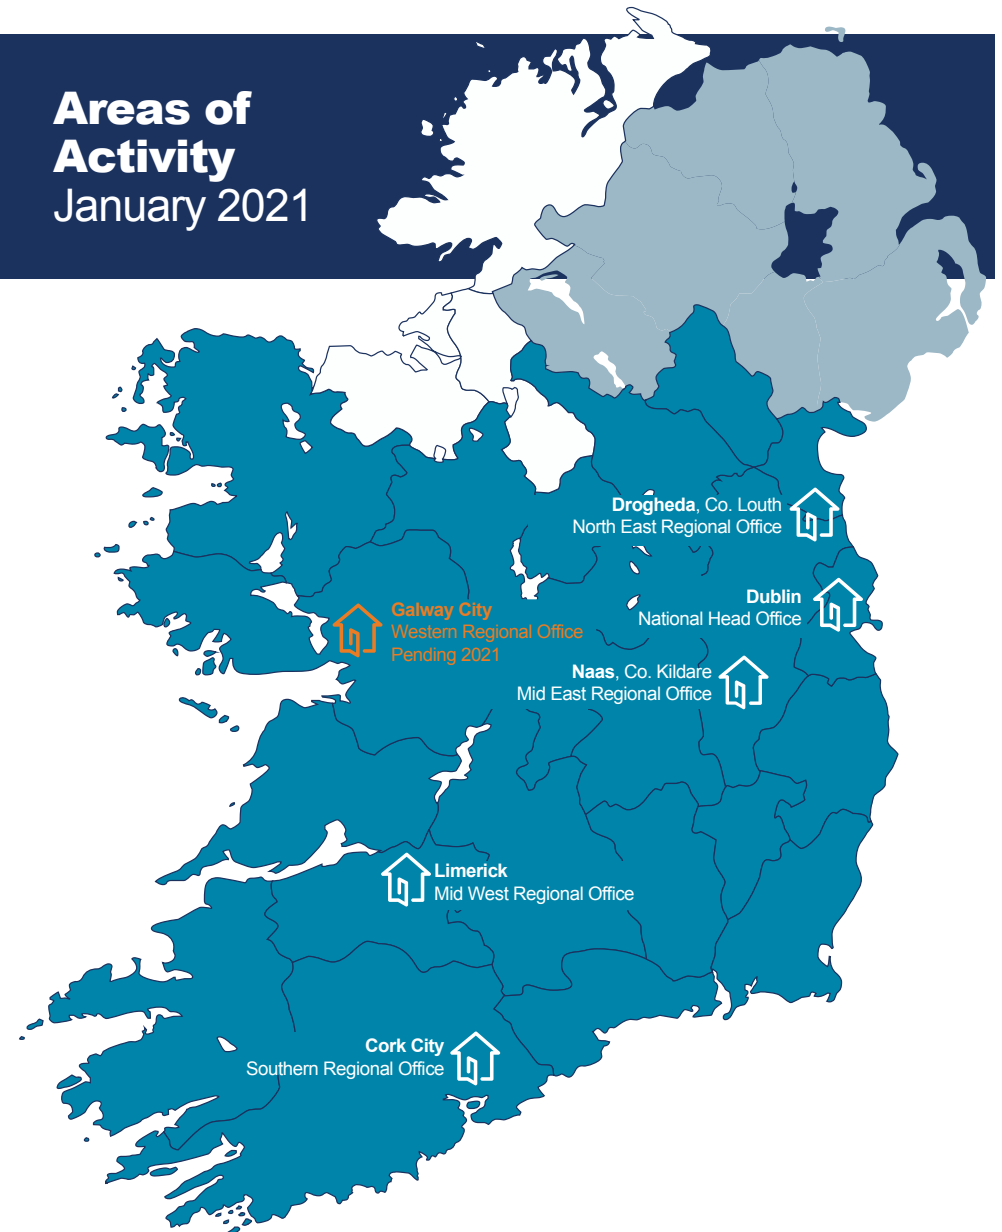 Areas of
Activity
January 2021
Drogheda, Co. Louth
North East Regional Office
Dublin
National Head Office
Galway City
Western Regional Office
Pending 2021
Naas, Co. Kildare
Mid East Regional Office
Limerick
Mid West Regional Office
Cork City
Southern Regional Office